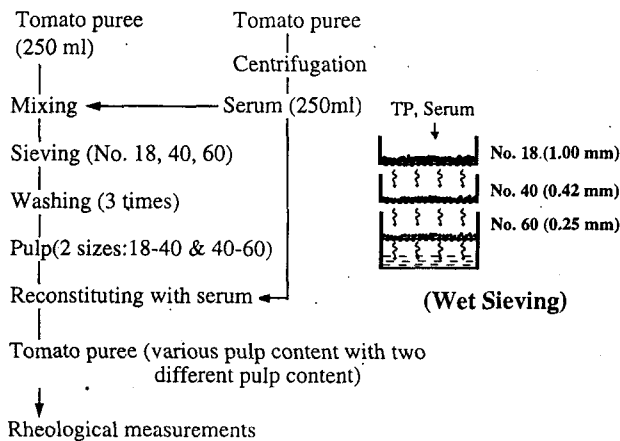 Tomato puree
(250 ml)
Tomato puree
Centrifugation
Mixing
Serum (250ml)
Sieving (No. 18, 40, 60)
Washing (3 times)
Pulp(2 sizes:18-40 & 40-60)
Reconstituting with serum
Tomato puree (various pulp content with two
different pulp content)
Rheological measurements
TP, Serum
No. 18.(1.00 mm)
No. 40 (0.42 mm)
No. 60 (0.25 mm)
(Wet Sieving)